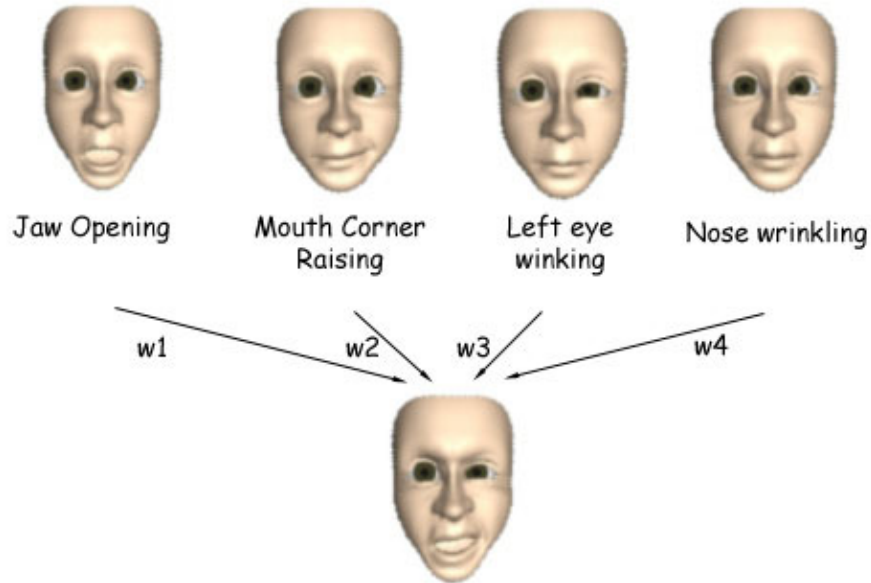 Jaw Opening
Mouth Corner
Raising
Left eye
winking
Nose wrinkling
w1
w2
w3
w4